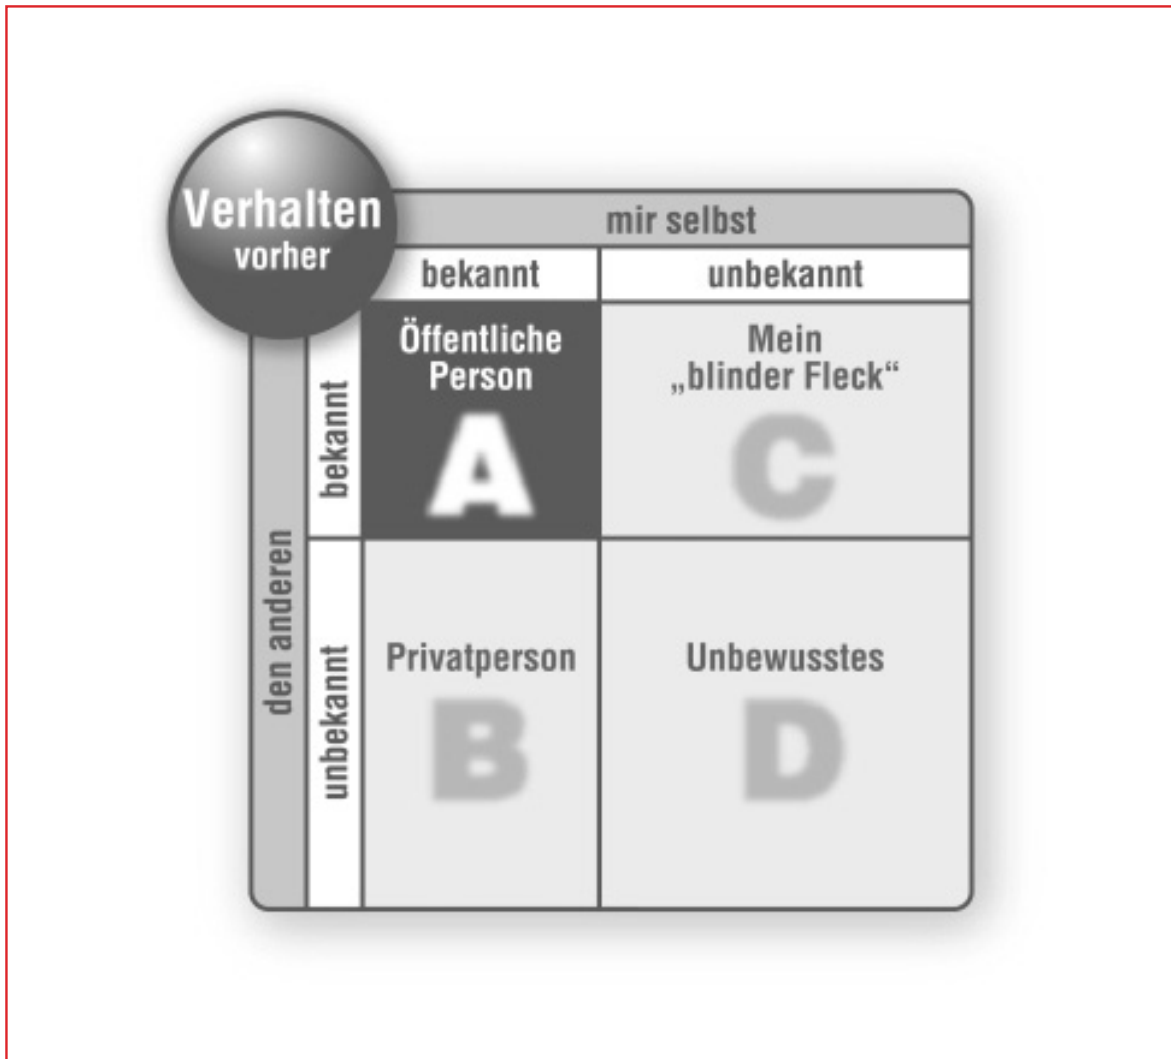 Verhalten
vorher
mir selbst
bekannt
unbekannt
den anderen
bekannt
Öffentliche
Person
A
Mein
„blinder Fleck“
C
unbekannt
Privatperson
B
Unbewusstes
D